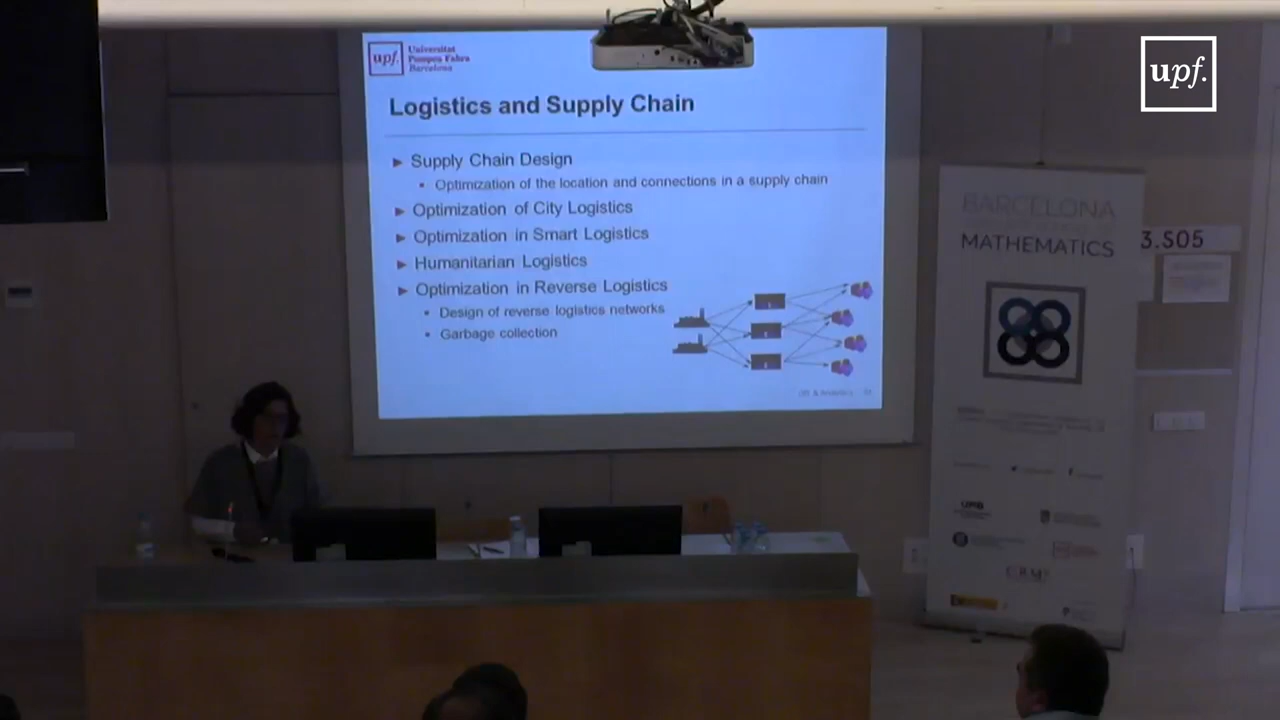 upf.
Universitat
Pompeu Fabra
Barcelona
Logistics and Supply Chain
► Supply Chain Design
▪ Optimization of the location and connections in a supply chain
► Optimization of City Logistics
► Optimization in Smart Logistics
► Humanitarian Logistics
► Optimization in Reverse Logistics
▪ Design of reverse logistics networks
▪ Garbage collection
upf.
BARCELONA
MATHEMATICS
3.S05